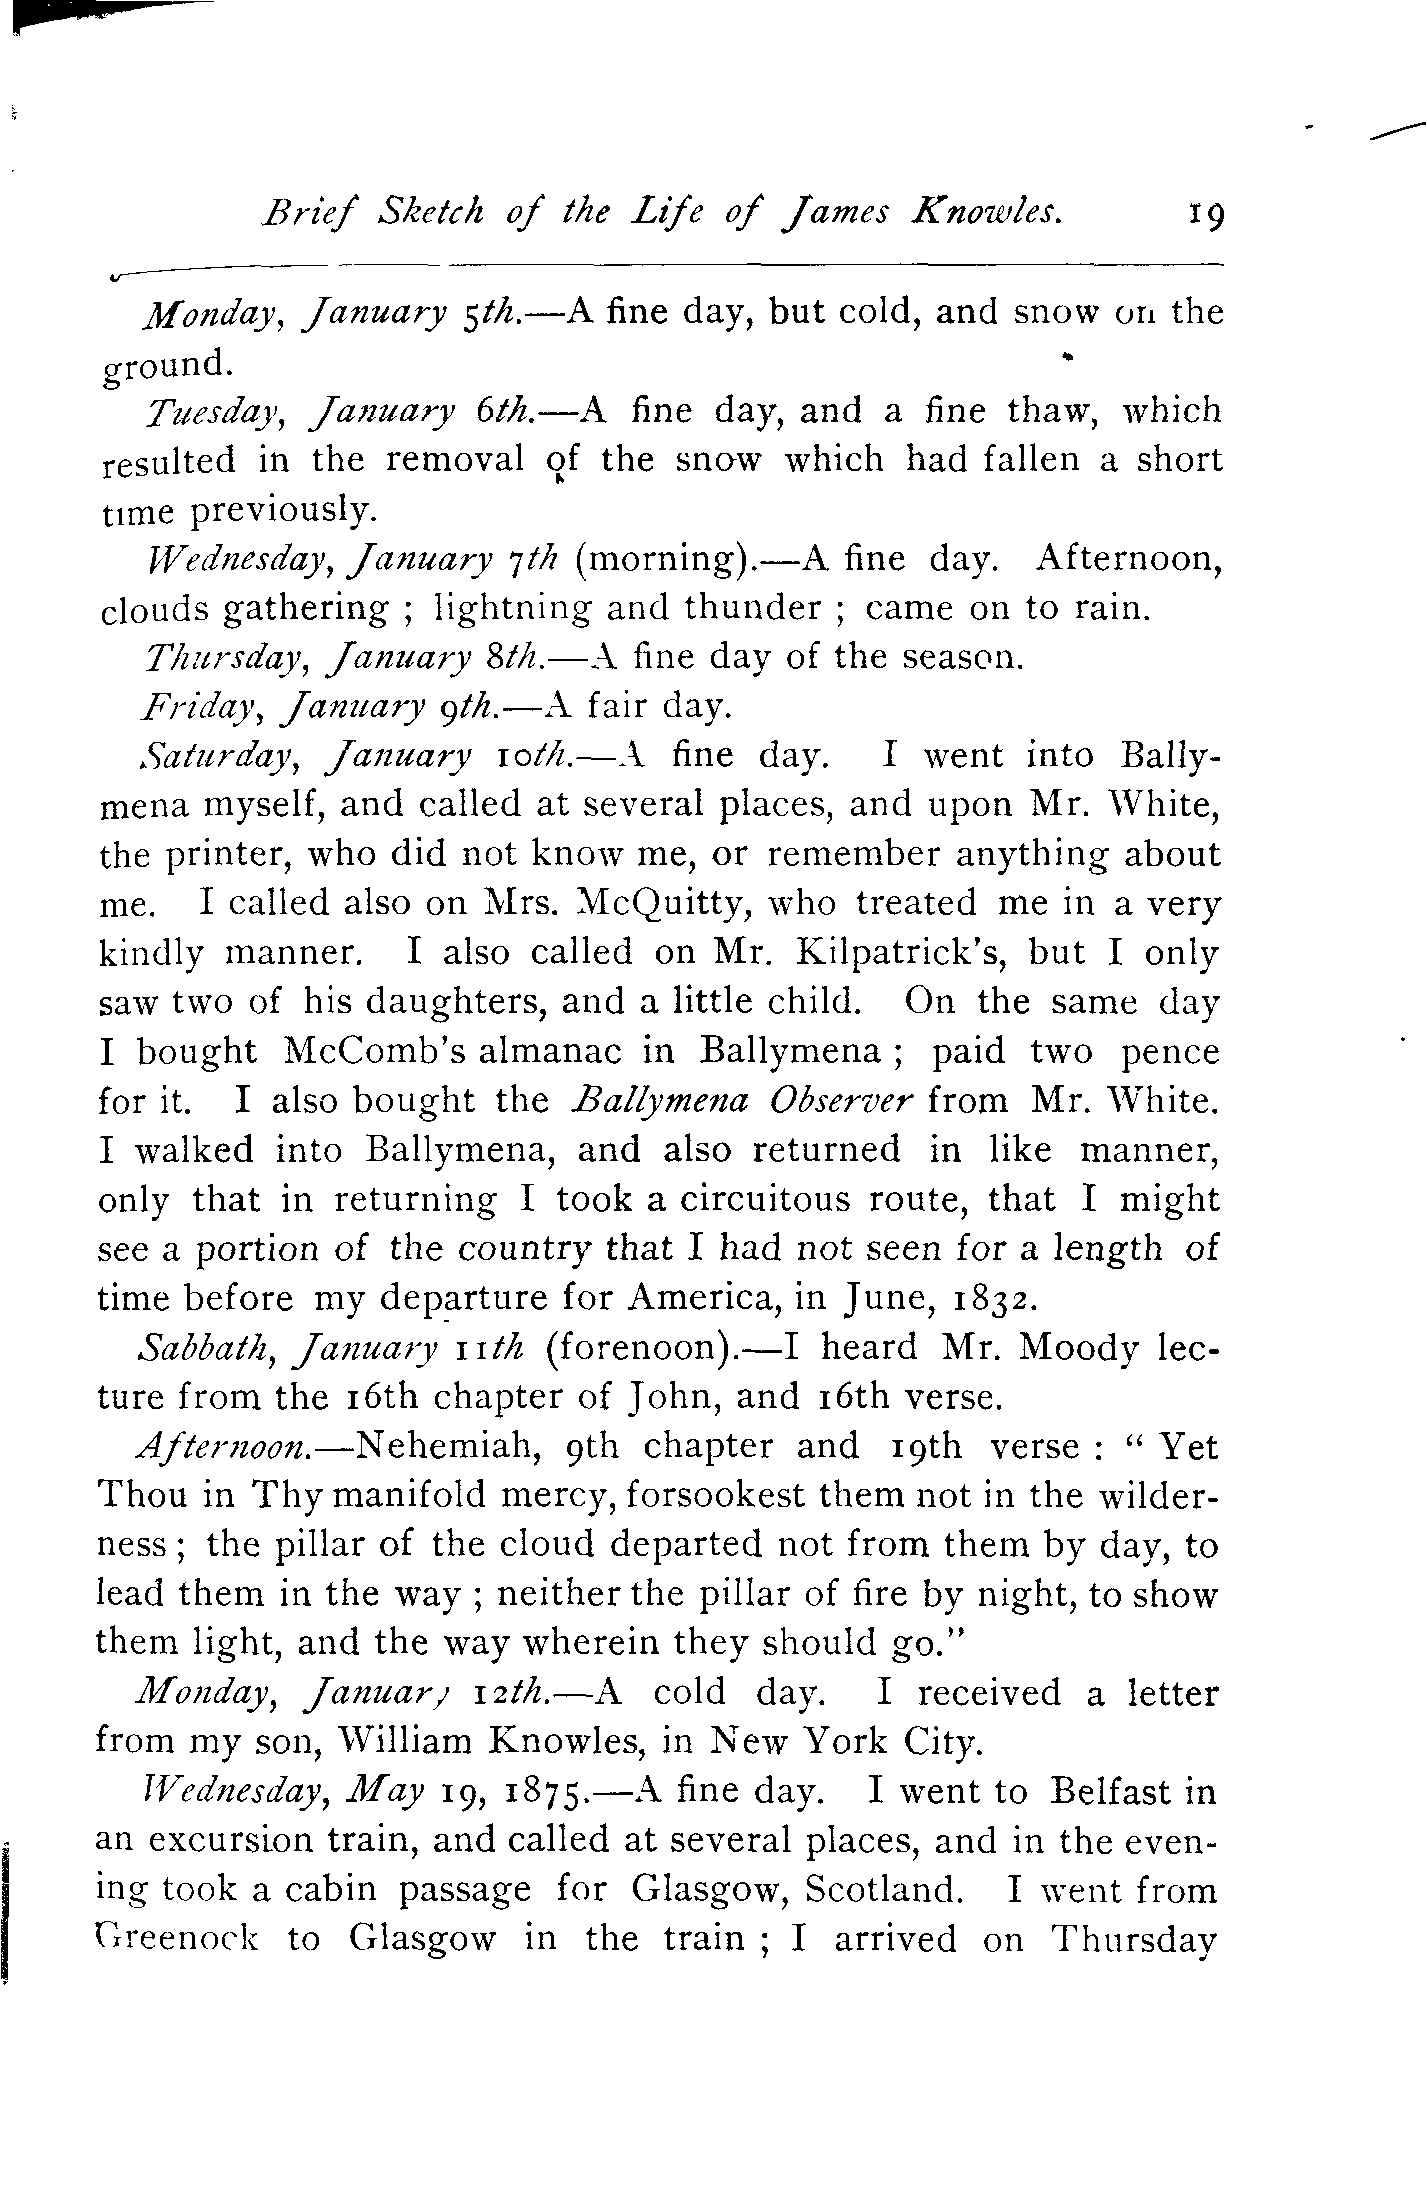 Brief Sketch of the Life of James Knowles. 19
Monday, January 5th.—A fine day, but cold, and snow on the
ground.
Tuesday, January 6th.—A fine day, and a fine thaw, which
resulted in the removal of the snow which had fallen a short
time previously.
Wednesday, January 7th (morning).—A fine day. Afternoon,
clouds gathering ; lightning and thunder ; came on to rain.
Thursday, January 8th.—A fine day of the season.
Friday, January 9th.—A fair day.
Saturday, January 10th.—A fine day. I went into Bally-
mena myself, and called at several places, and upon Mr. White,
the printer, who did not know me, or remember anything about
me. I called also on Mrs. McQuitty, who treated me in a very
kindly manner. I also called on Mr. Kilpatrick's, but I only
saw two of his daughters, and a little child. On the same day
I bought McComb's almanac in Ballymena ; paid two pence
for it. I also bought the Ballymena Observer from Mr. White.
I walked into Ballymena, and also returned in like manner,
only that in returning I took a circuitous route, that I might
see a portion of the country that I had not seen for a length of
time before my departure for America, in June, 1832.
Sabbath, January 11th (forenoon).—I heard Mr. Moody lec-
ture from the 16th chapter of John, and 16th verse.
Afternoon.—Nehemiah, 9th chapter and 19th verse : " Yet
Thou in Thy manifold mercy, forsookest them not in the wilder-
ness ; the pillar of the cloud departed not from them by day, to
lead them in the way ; neither the pillar of fire by night, to show
them light, and the way wherein they should go."
Monday, January 12th.—A cold day. I received a letter
from my son, William Knowles, in New York City.
Wednesday, May 19, 1875.—A fine day. I went to Belfast in
an excursion train, and called at several places, and in the even-
ing took a cabin passage for Glasgow, Scotland. I went from
Greenock to Glasgow in the train ; I arrived on Thursday